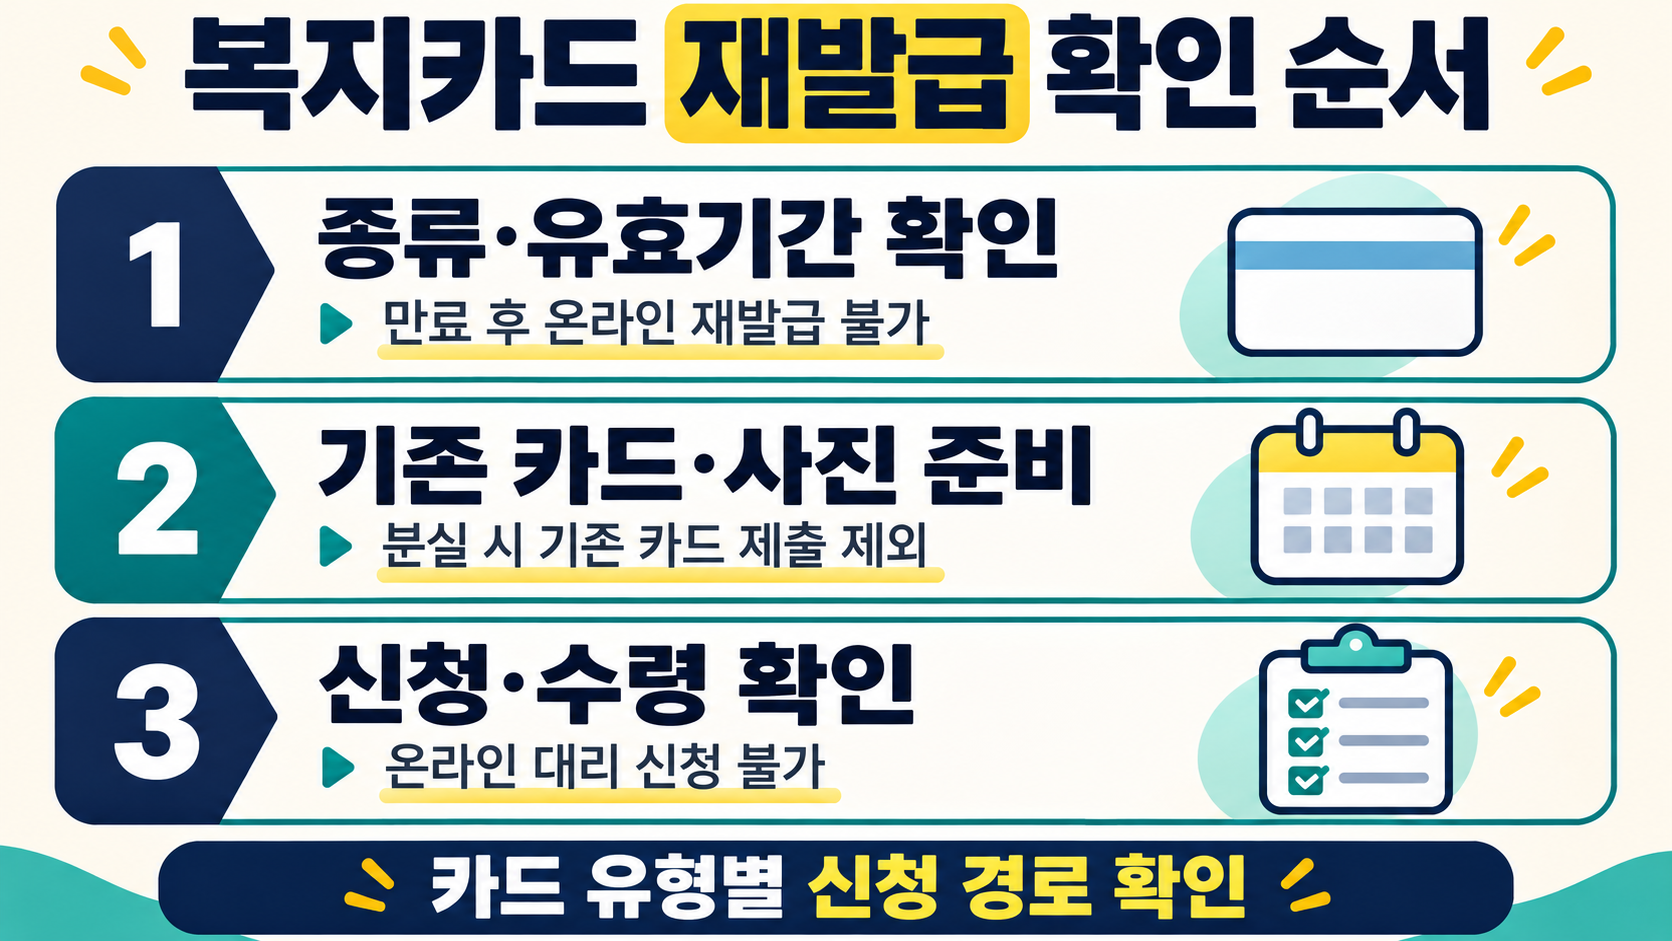 복지카드 재발급 확인 순서
1
종류·유효기간 확인
만료 후 온라인 재발급 불가
2
기존 카드·사진 준비
분실 시 기존 카드 제출 제외
3
신청·수령 확인
온라인 대리 신청 불가
카드 유형별 신청 경로 확인